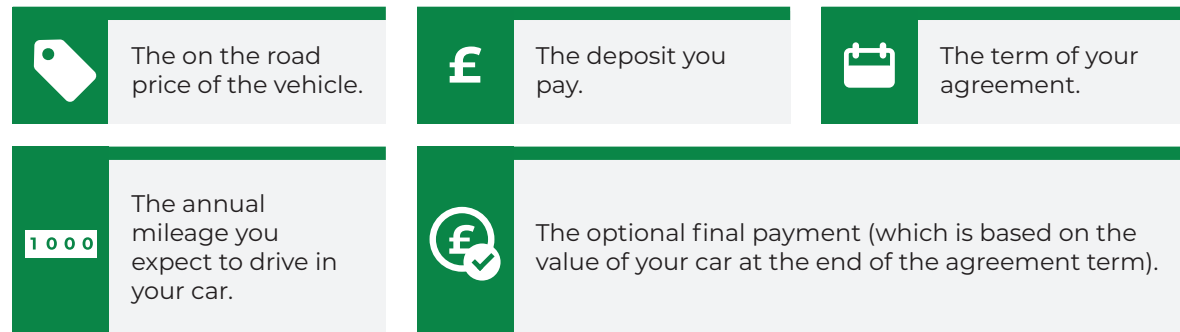 The on the road
price of the vehicle.
£
The deposit you
pay.
The term of your
agreement.
1000
The annual
mileage you
expect to drive in
your car.
£
The optional final payment (which is based on the
value of your car at the end of the agreement term).